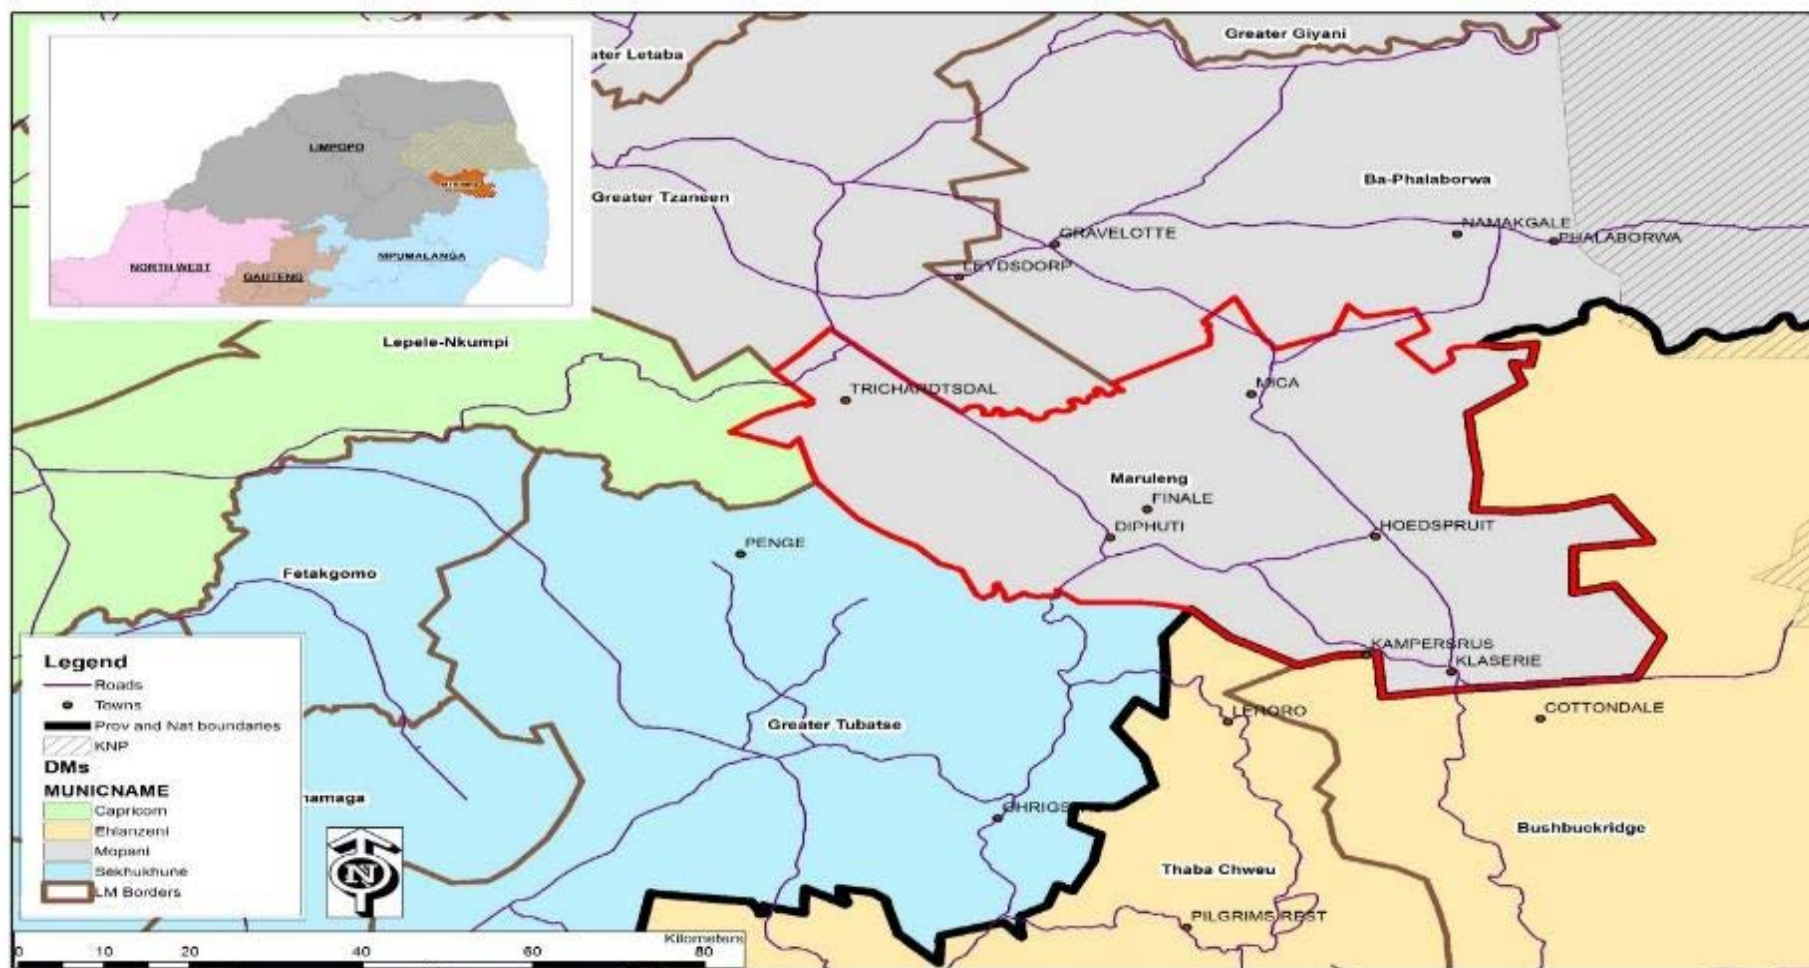 Greater Giyani
ater Letaba
LIMPOPO
NORTH WEST
GAUTENG
MPUMALANGA
Greater Tzaneen
Ba-Phalaborwa
GRAVELOTTE
NAMAKGALE
PHALABORWA
LEYDSDORP
Lepele-Nkumpi
TRICHARDTSDAL
MICA
Maruleng
FINALE
DIPHUTI
HOEDSPRUIT
PENGE
Fetakgomo
KAMPERSRUS
KLASERIE
LERORO
COTTONDALE
Greater Tubatse
hamaga
Bushbuckridge
Thaba Chweu
PILGRIMS REST
Legend
Roads
Towns
Prov and Nat boundaries
KNP
DMs
MUNICNAME
Capricorn
Ehlanzeni
Mopani
Sekhukhune
LM Borders
N
Kilometers
0 10 20 40 60 80